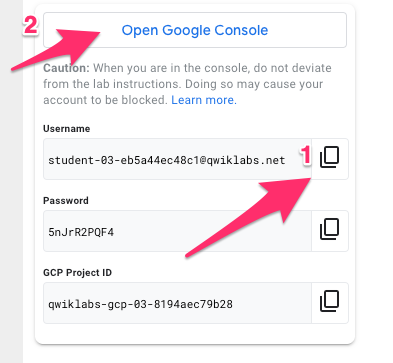 2
Open Google Console
Caution: When you are in the console, do not deviate
from the lab instructions. Doing so may cause your
account to be blocked. Learn more.
Username
student-03-eb5a44ec48c1@qwiklabs.net
1
Password
5nJrR2PQF4
GCP Project ID
qwiklabs-gcp-03-8194aec79b28